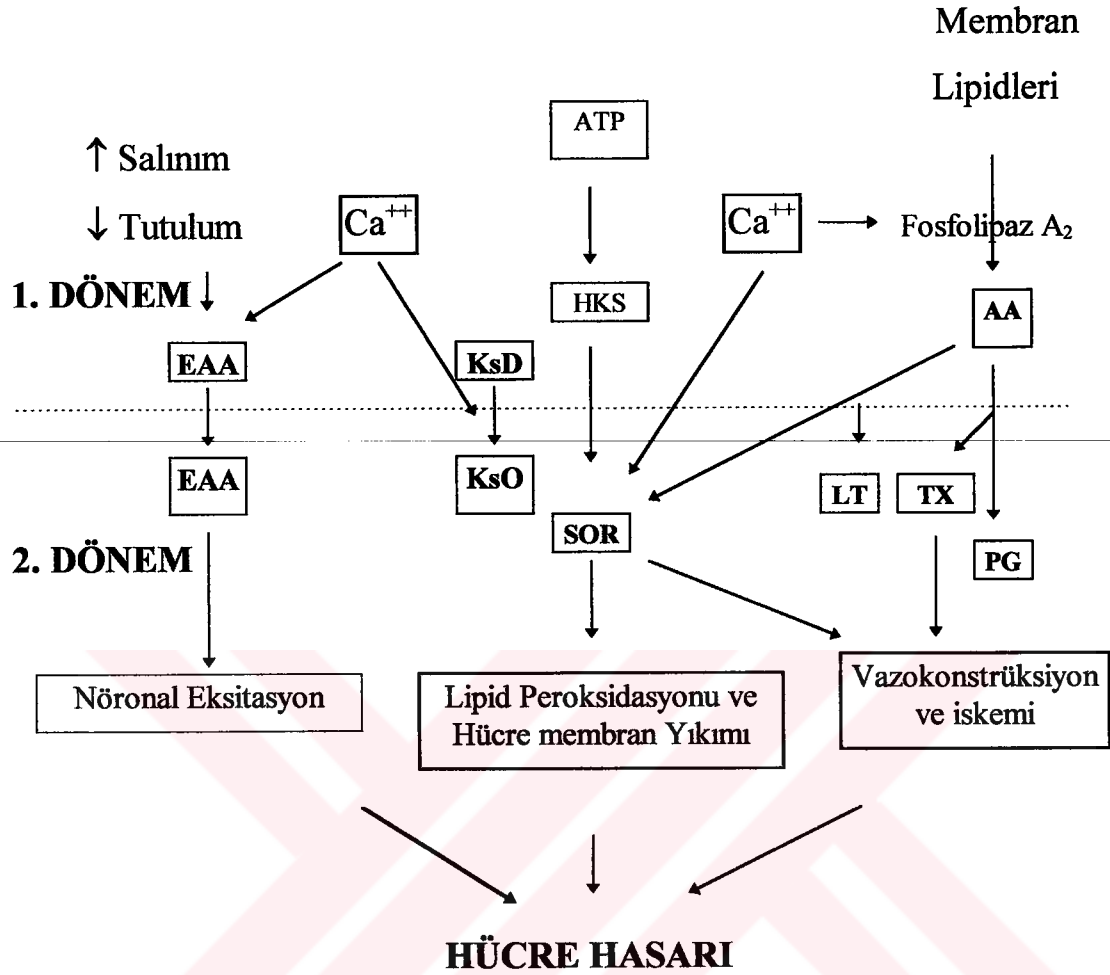 Membran
Lipidleri
ATP
↑ Salınım
↓ Tutulum
Ca++
Ca++
Fosfolipaz A2
1. DÖNEM
HKS
AA
EAA
KsD
EAA
KsO
LT
TX
SOR
PG
2. DÖNEM
Nöronal Eksitasyon
Lipid Peroksidasyonu ve
Hücre membran Yıkımı
Vazokonstrüksiyon
ve iskemi
HÜCRE HASARI